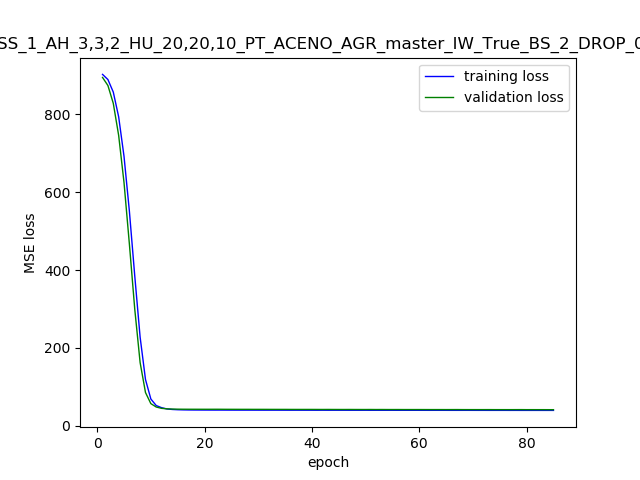 SS_1_AH_3,3,2_HU_20,20,10_PT_ACENO_AGR_master_IW_True_BS_2_DROP_0
training loss
validation loss
MSE loss
800
600
400
200
0
0 20 40 60 80
epoch